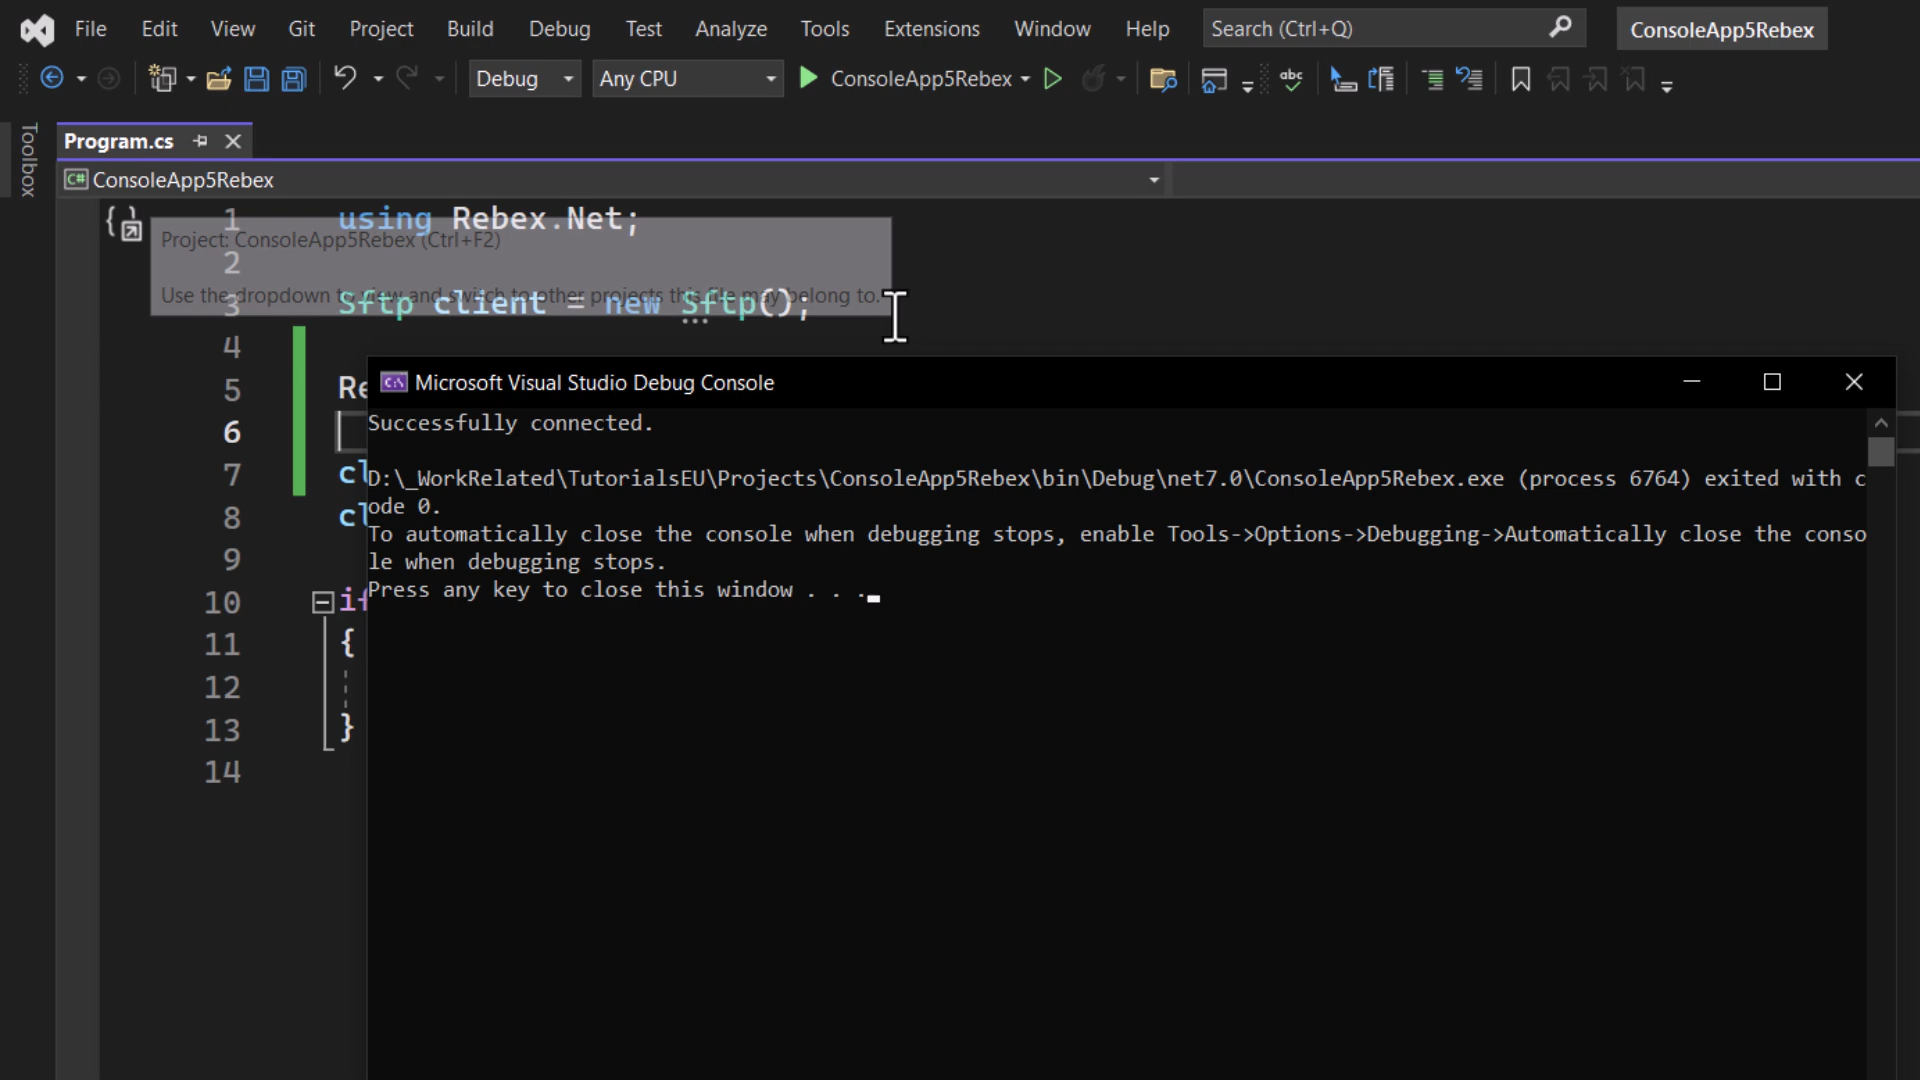 File Edit View Git Project Build Debug Test Analyze Tools Extensions Window Help Search (Ctrl+Q) ConsoleApp5Rebex
Debug Any CPU ConsoleApp5Rebex abc
Toolbox
Program.cs
C# ConsoleApp5Rebex
1 using Rebex.Net;
Project: ConsoleApp5Rebex (Ctrl+F2)
2
Use the dropdown to view and switch to other projects this file may belong to.
3 Sftp client = new Sftp();
4
5 Re
6
7 cl
8 cl
9
10 if
11 {
12
13 }
14
Microsoft Visual Studio Debug Console
Successfully connected.
D:\_WorkRelated\TutorialsEU\Projects\ConsoleApp5Rebex\bin\Debug\net7.0\ConsoleApp5Rebex.exe (process 6764) exited with c
ode 0.
To automatically close the console when debugging stops, enable Tools->Options->Debugging->Automatically close the conso
le when debugging stops.
Press any key to close this window . . .